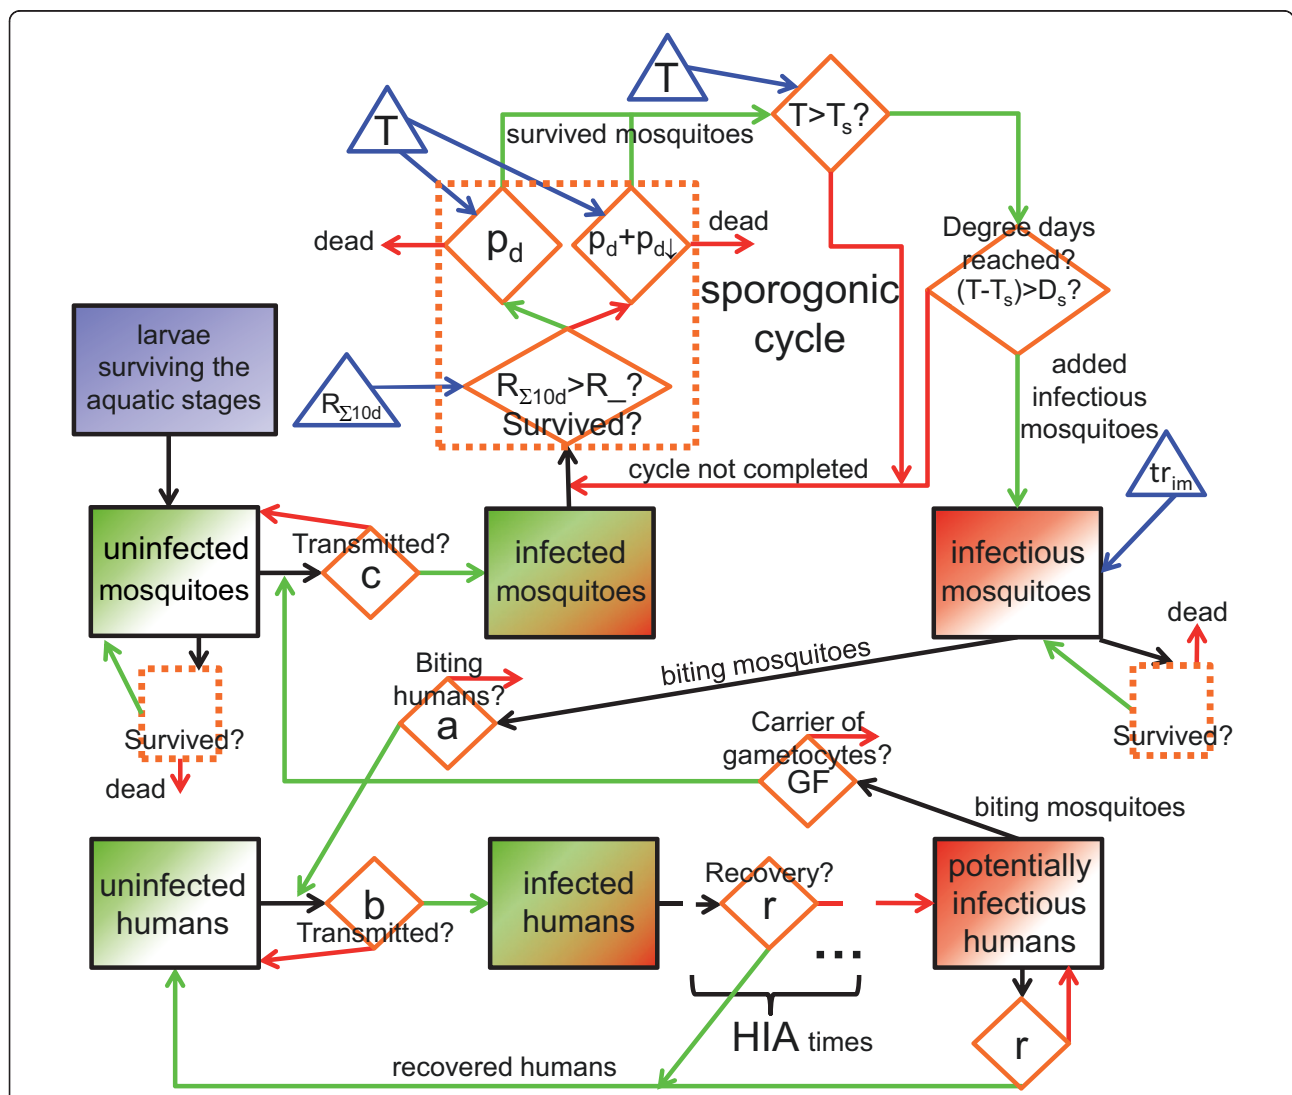 T
T
T>Ts?
survived mosquitoes
dead
pd
pd+pd↓
dead
sporogonic
cycle
Degree days
reached?
(T-Ts)>Ds?
larvae
surviving the
aquatic stages
RΣ10d
RΣ10d>R_?
Survived?
added
infectious
mosquitoes
cycle not completed
trim
uninfected
mosquitoes
Transmitted?
c
infected
mosquitoes
infectious
mosquitoes
dead
Survived?
dead
Biting
humans?
a
biting mosquitoes
Survived?
Carrier of
gametocytes?
GF
biting mosquitoes
uninfected
humans
b
Transmitted?
infected
humans
Recovery?
r
...
potentially
infectious
humans
HIA times
r
recovered humans